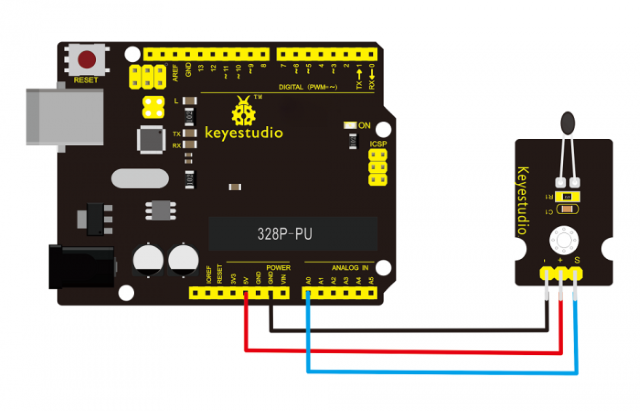 RESET
AREF
GND
13
12
~11
~10
~9
8
7
~6
~5
4
~3
2
TX→1
RX←0
DIGITAL (PWM~)
L
TX
RX
TM
keyestudio
ON
ICSP
328P-PU
POWER
ANALOG IN
IOREF
RESET
3V3
5V
GND
GND
VIN
A0
A1
A2
A3
A4
A5
Keyestudio
R1
C1
- + S